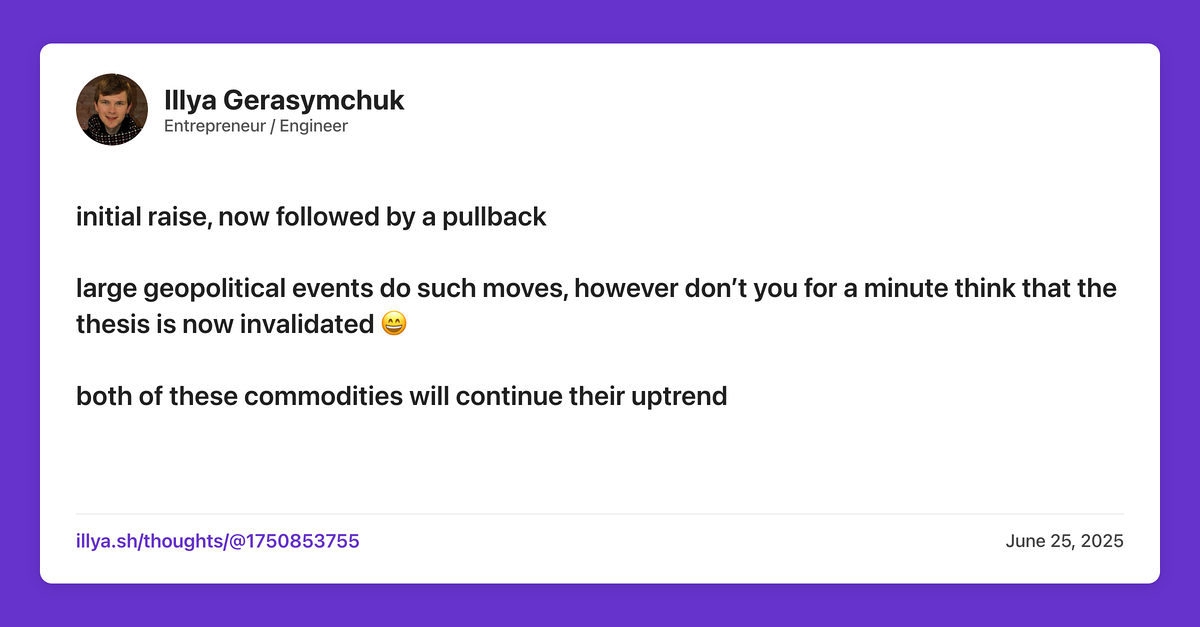 Illya Gerasymchuk
Entrepreneur / Engineer
initial raise, now followed by a pullback
large geopolitical events do such moves, however don’t you for a minute think that the
thesis is now invalidated 😄
both of these commodities will continue their uptrend
illya.sh/thoughts/@1750853755
June 25, 2025